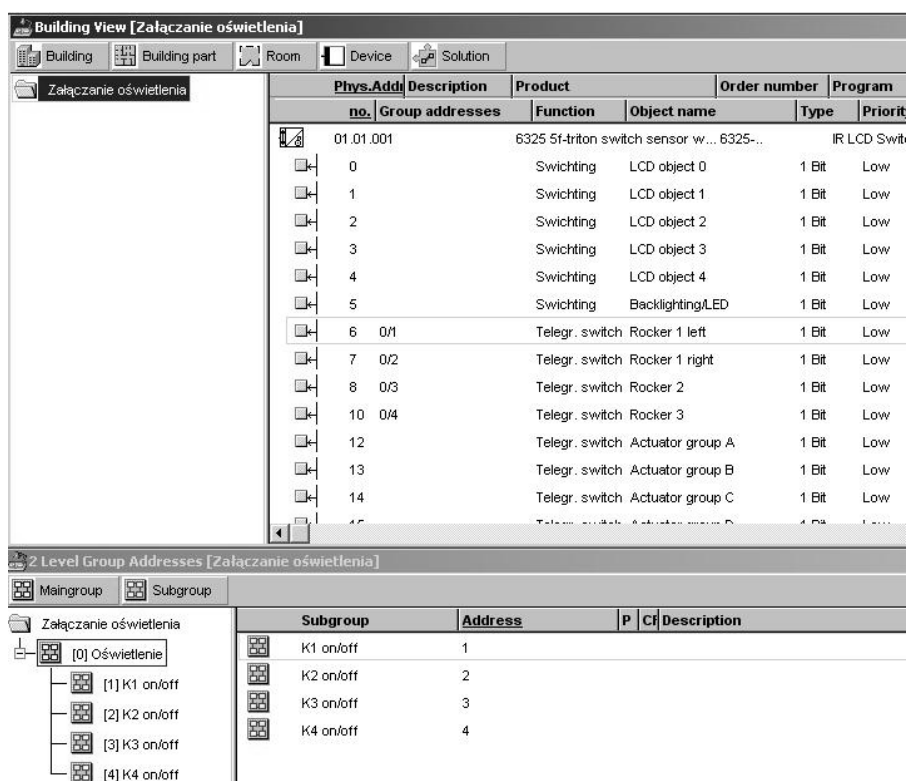 Building View [Załączanie oświetlenia]
Building Building part Room Device Solution
Załączanie oświetlenia
Phys.Addr Description Product Order number Program
no. Group addresses Function Object name Type Priority
01.01.001 6325 5f-triton switch sensor w... 6325-... IR LCD Swit
0 Swichting LCD object 0 1 Bit Low
1 Swichting LCD object 1 1 Bit Low
2 Swichting LCD object 2 1 Bit Low
3 Swichting LCD object 3 1 Bit Low
4 Swichting LCD object 4 1 Bit Low
5 Swichting Backlighting/LED 1 Bit Low
6 0/1 Telegr. switch Rocker 1 left 1 Bit Low
7 0/2 Telegr. switch Rocker 1 right 1 Bit Low
8 0/3 Telegr. switch Rocker 2 1 Bit Low
10 0/4 Telegr. switch Rocker 3 1 Bit Low
12 Telegr. switch Actuator group A 1 Bit Low
13 Telegr. switch Actuator group B 1 Bit Low
14 Telegr. switch Actuator group C 1 Bit Low
2 Level Group Addresses [Załączanie oświetlenia]
Maingroup Subgroup
Załączanie oświetlenia
[0] Oświetlenie
[1] K1 on/off
[2] K2 on/off
[3] K3 on/off
[4] K4 on/off
Subgroup Address P Description
K1 on/off 1
K2 on/off 2
K3 on/off 3
K4 on/off 4